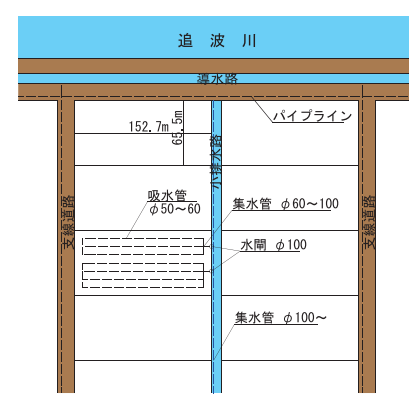 追波川
導水路
パイプライン
152.7m
65.5m
小排水路
吸水管
φ50～60
集水管 φ60～100
支線道路
支線道路
水閘 φ100
集水管 φ100～